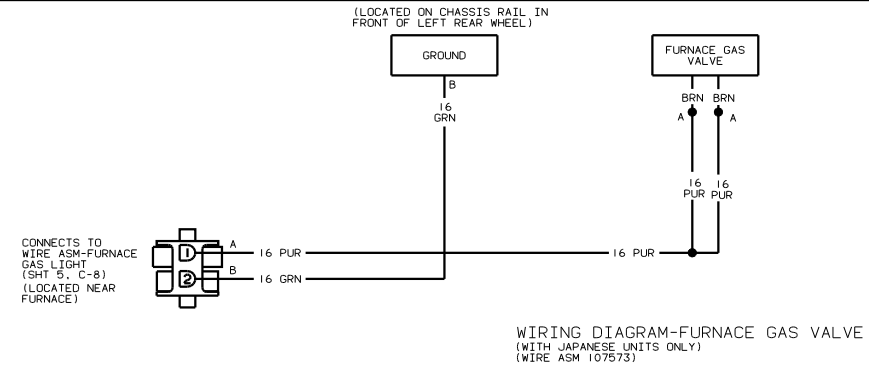 (LOCATED ON CHASSIS RAIL IN
FRONT OF LEFT REAR WHEEL)
GROUND
FURNACE GAS
VALVE
B
BRN
BRN
A
A
16
GRN
16
PUR
16
PUR
CONNECTS TO
WIRE ASM-FURNACE
GAS LIGHT
(SHT 5, C-8)
(LOCATED NEAR
FURNACE)
1
A
16 PUR
16 PUR
2
B
16 GRN
WIRING DIAGRAM-FURNACE GAS VALVE
(WITH JAPANESE UNITS ONLY)
(WIRE ASM 107573)